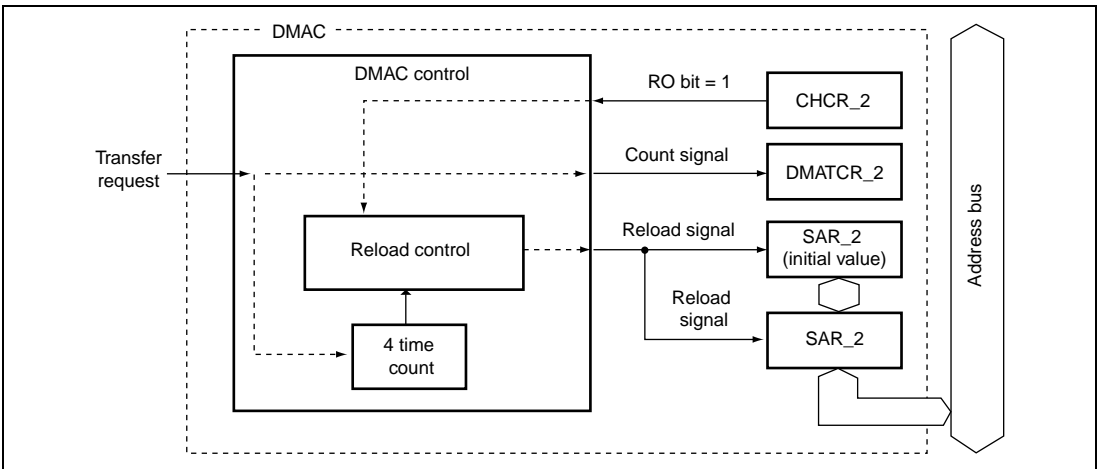 DMAC
DMAC control
RO bit = 1
CHCR_2
Transfer
request
Count signal
DMATCR_2
Reload control
Reload signal
SAR_2
(initial value)
Reload
signal
SAR_2
4 time
count
Address bus